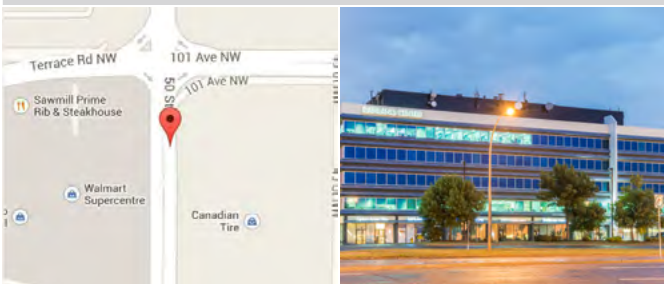 Terrace Rd NW
101 Ave NW
101 Ave NW
50 St
Sawmill Prime
Rib & Steakhouse
Walmart
Supercentre
Canadian
Tire